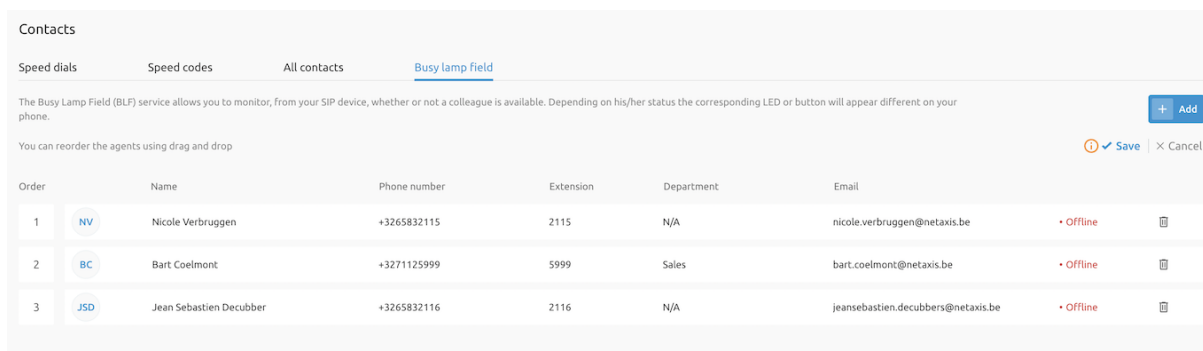 Contacts
Speed dials Speed codes All contacts Busy lamp field
The Busy Lamp Field (BLF) service allows you to monitor, from your SIP device, whether or not a colleague is available. Depending on his/her status the corresponding LED or button will appear different on your
phone.
+ Add
You can reorder the agents using drag and drop
Save Cancel
Order Name Phone number Extension Department Email
1 NV Nicole Verbruggen +3265832115 2115 N/A nicole.verbruggen@netaxis.be • Offline
2 BC Bart Coelmont +3271125999 5999 Sales bart.coelmont@netaxis.be • Offline
3 JSD Jean Sebastien Decubber +3265832116 2116 N/A jeansebastien.decubbers@netaxis.be • Offline